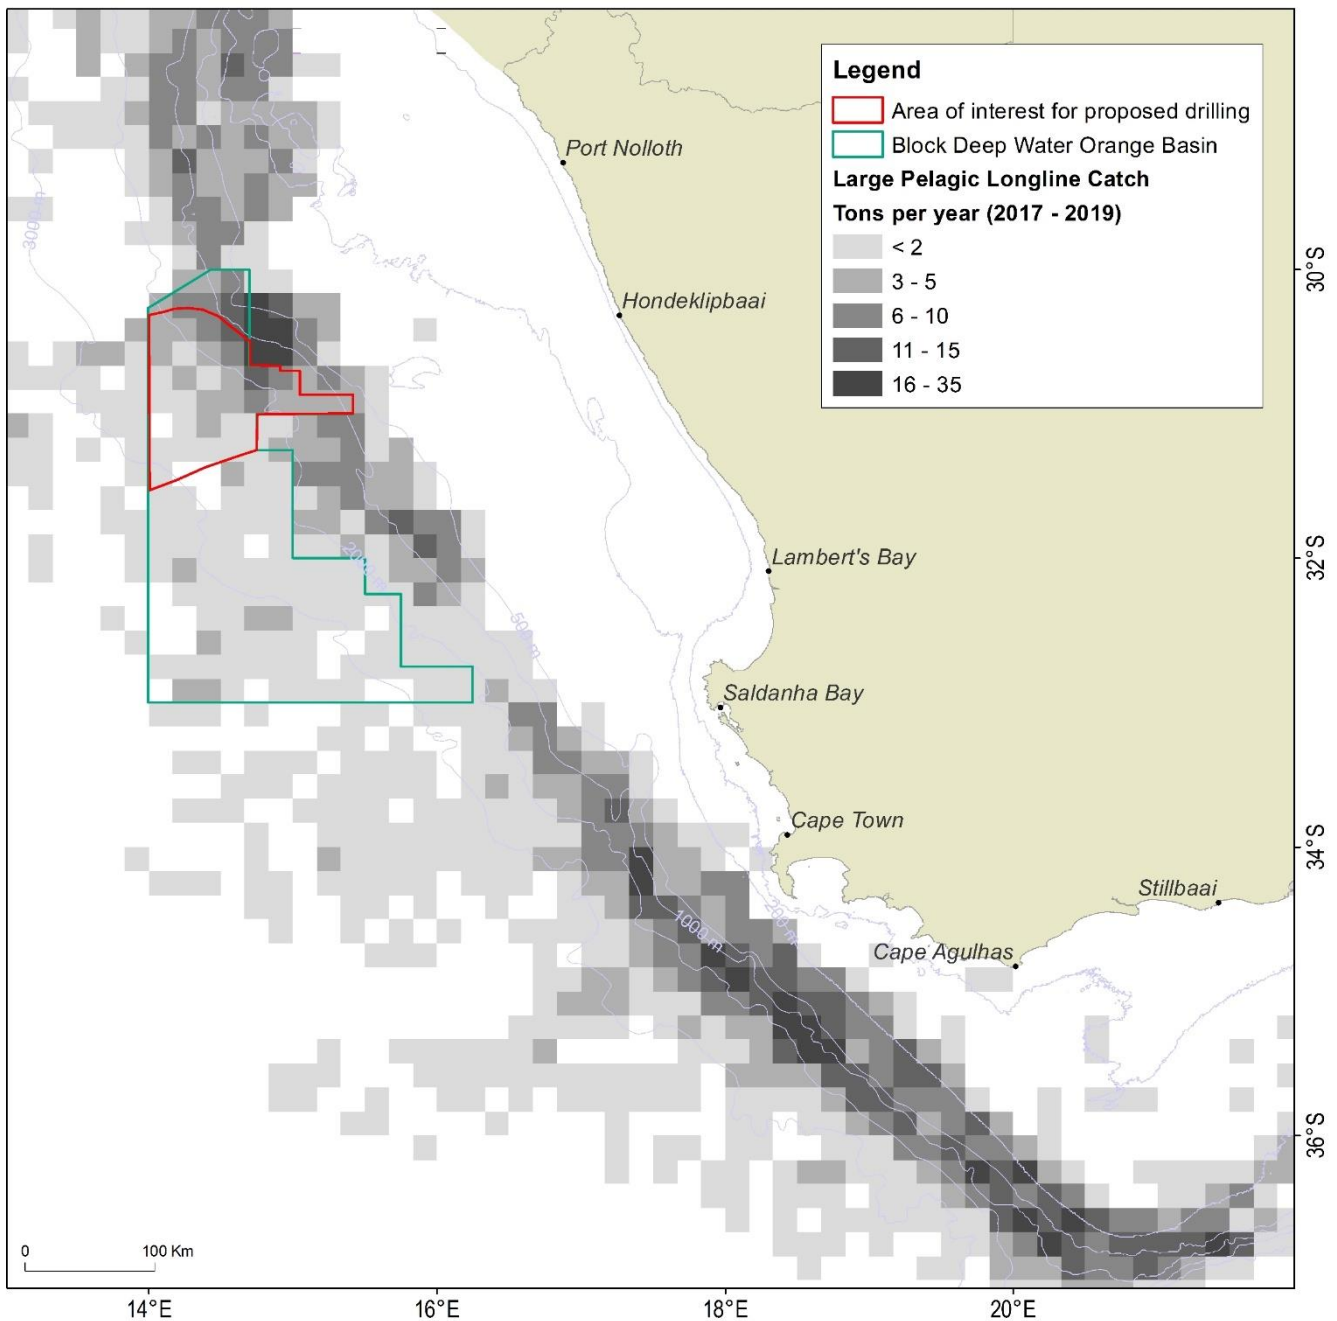 Legend
Area of interest for proposed drilling
Block Deep Water Orange Basin
Large Pelagic Longline Catch
Tons per year (2017 - 2019)
< 2
3 - 5
6 - 10
11 - 15
16 - 35
Port Nolloth
3000 m
30°S
Hondeklipbaai
2000 m
32°S
Lambert's Bay
500 m
Saldanha Bay
Cape Town
34°S
Stillbaai
1000 m
200 m
Cape Agulhas
36°S
0 100 Km
14°E 16°E 18°E 20°E